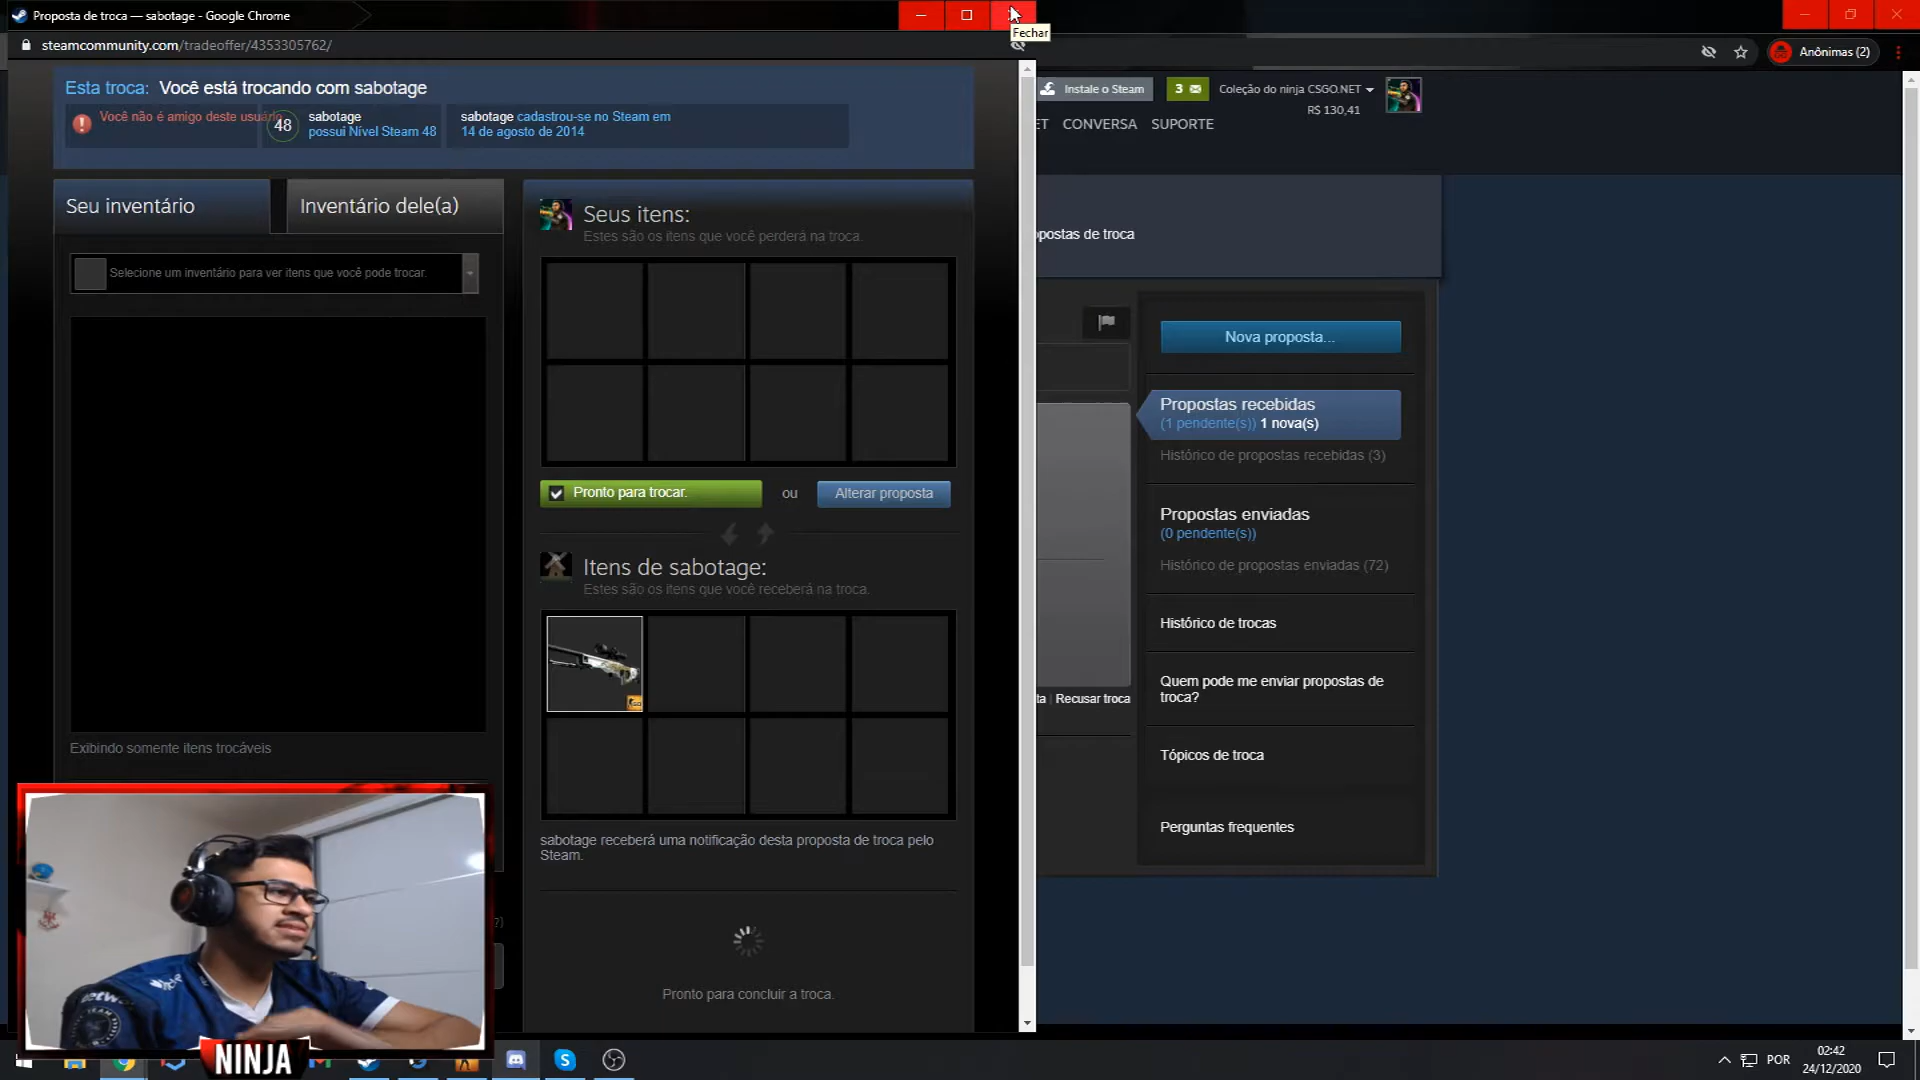 Proposta de troca — sabotage - Google Chrome
Fechar
steamcommunity.com/tradeoffer/4353305762/
Anônimas (2)
Esta troca: Você está trocando com sabotage
Você não é amigo deste usuário
48
sabotage
possui Nível Steam 48
sabotage cadastrou-se no Steam em
14 de agosto de 2014
Instale o Steam
3
Coleção do ninja CSGO.NET
R$ 130,41
ET CONVERSA SUPORTE
Seu inventário
Inventário dele(a)
Selecione um inventário para ver itens que você pode trocar.
Exibindo somente itens trocáveis
Seus itens:
Estes são os itens que você perderá na troca.
Pronto para trocar.
ou
Alterar proposta
Itens de sabotage:
Estes são os itens que você receberá na troca.
sabotage receberá uma notificação desta proposta de troca pelo
Steam.
Pronto para concluir a troca.
opostas de troca
ta | Recusar troca
Nova proposta...
Propostas recebidas
(1 pendente(s)) 1 nova(s)
Histórico de propostas recebidas (3)
Propostas enviadas
(0 pendente(s))
Histórico de propostas enviadas (72)
Histórico de trocas
Quem pode me enviar propostas de
troca?
Tópicos de troca
Perguntas frequentes
?)
NINJA
POR
02:42
24/12/2020